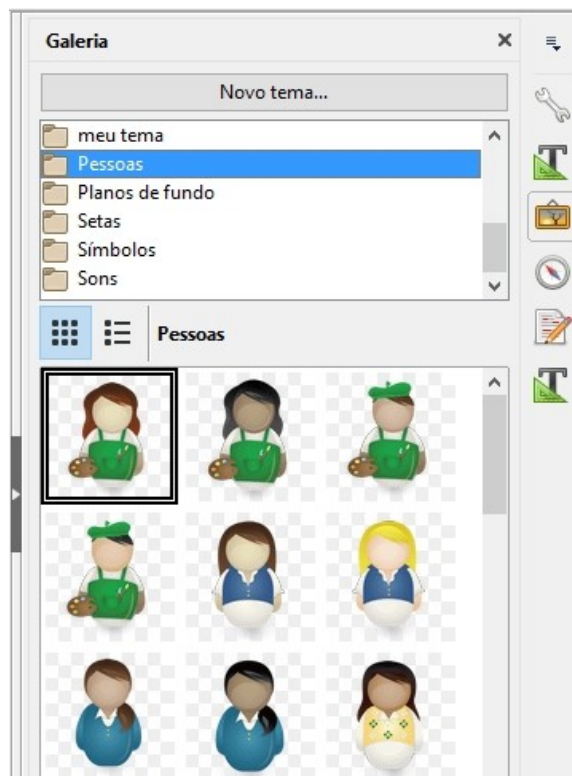 Galeria
Novo tema...
meu tema
Pessoas
Planos de fundo
Setas
Símbolos
Sons
Pessoas